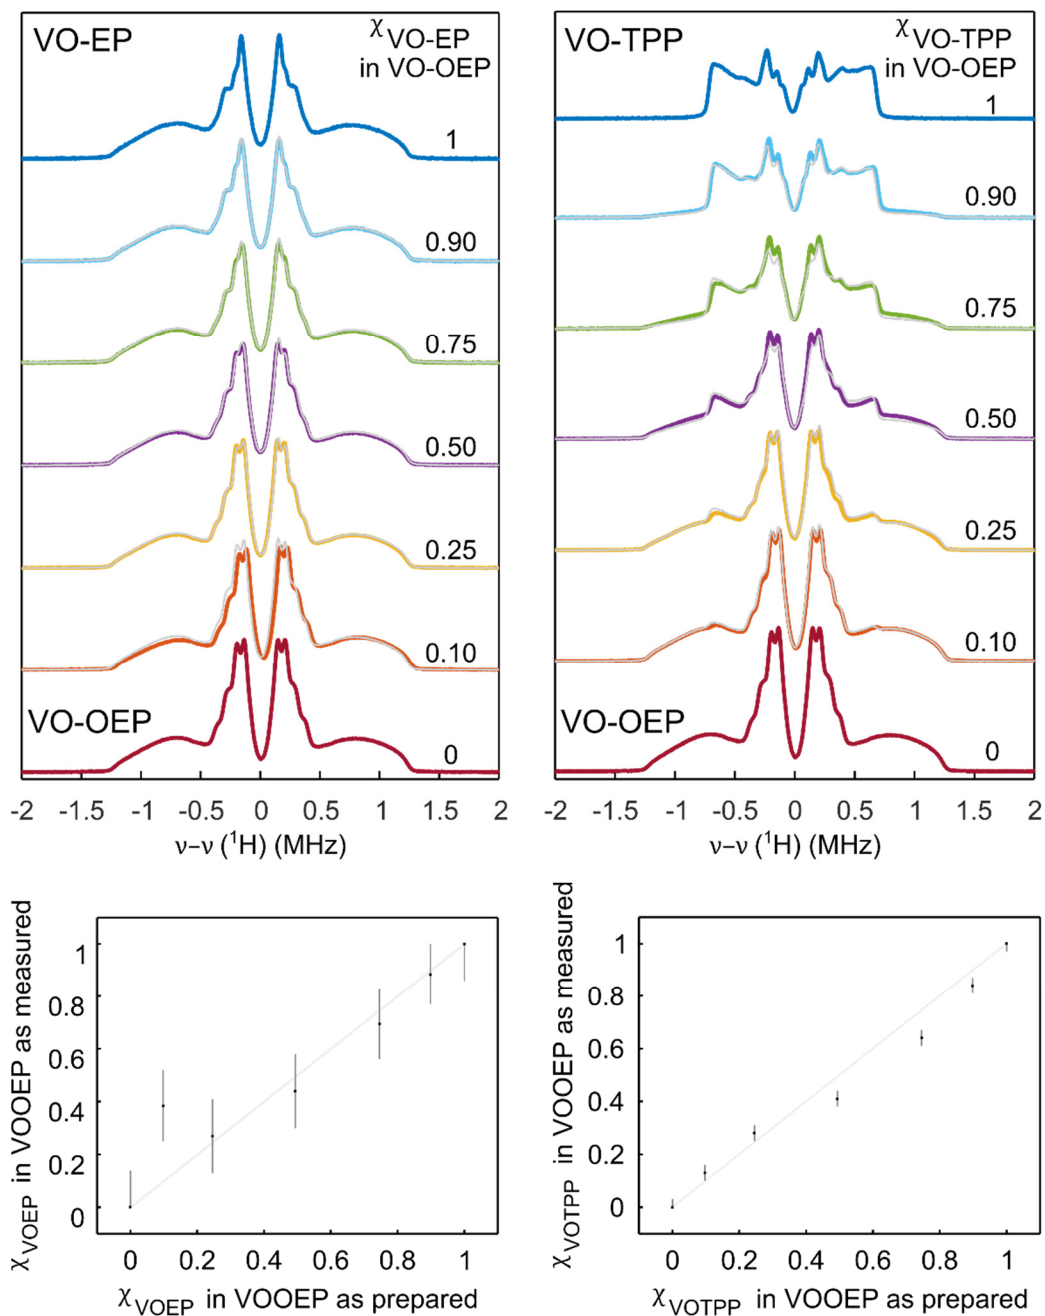 VO-EP
χ VO-EP
in VO-OEP
1
0.90
0.75
0.50
0.25
0.10
VO-OEP
0
-2 -1.5 -1 -0.5 0 0.5 1 1.5 2
ν–ν (¹H) (MHz)
VO-TPP
χ VO-TPP
in VO-OEP
1
0.90
0.75
0.50
0.25
0.10
VO-OEP
0
-2 -1.5 -1 -0.5 0 0.5 1 1.5 2
ν–ν (¹H) (MHz)
χVOEP in VOOEP as measured
1
0.8
0.6
0.4
0.2
0
0 0.2 0.4 0.6 0.8 1
χVOEP in VOOEP as prepared
χVOTPP in VOOEP as measured
1
0.8
0.6
0.4
0.2
0
0 0.2 0.4 0.6 0.8 1
χVOTPP in VOOEP as prepared